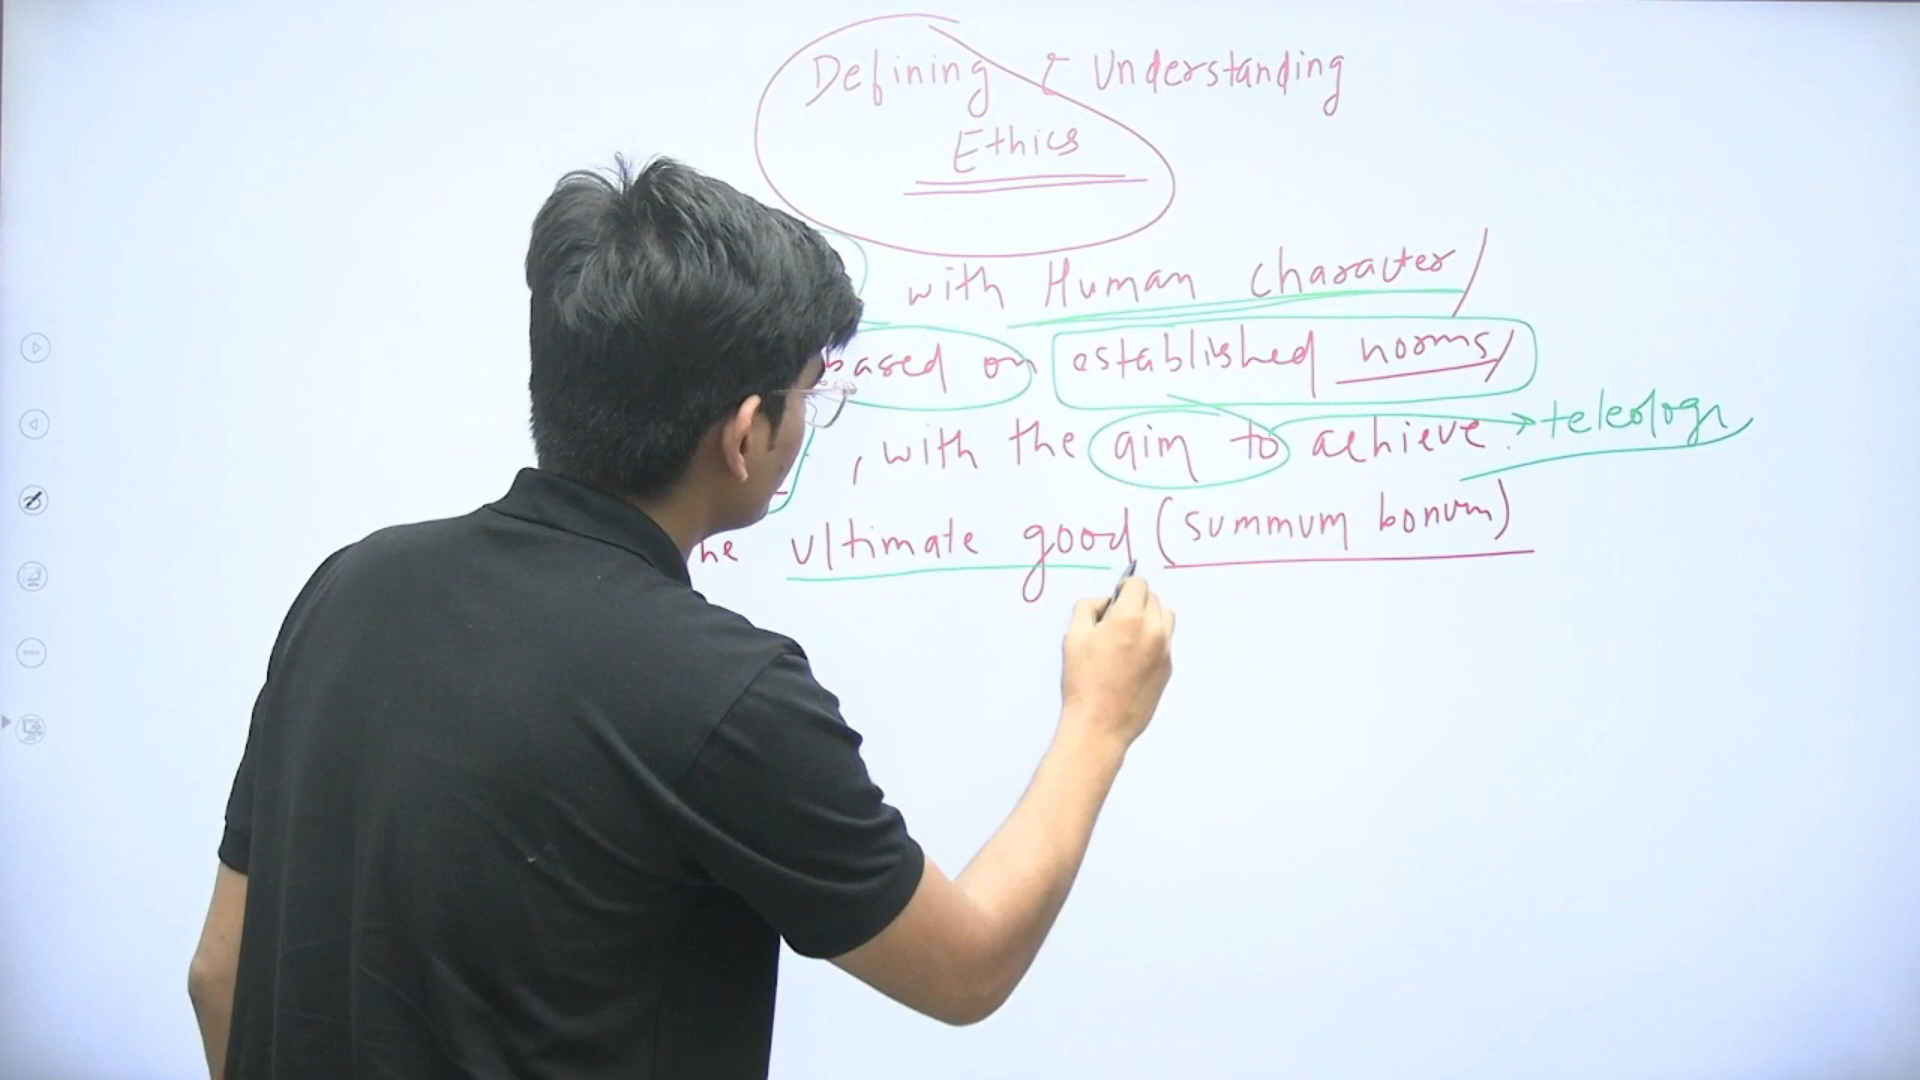 Defining & Understanding
Ethics
with Human character/
based on established norms/
, with the aim to achieve → teleology
he ultimate good (summum bonum)